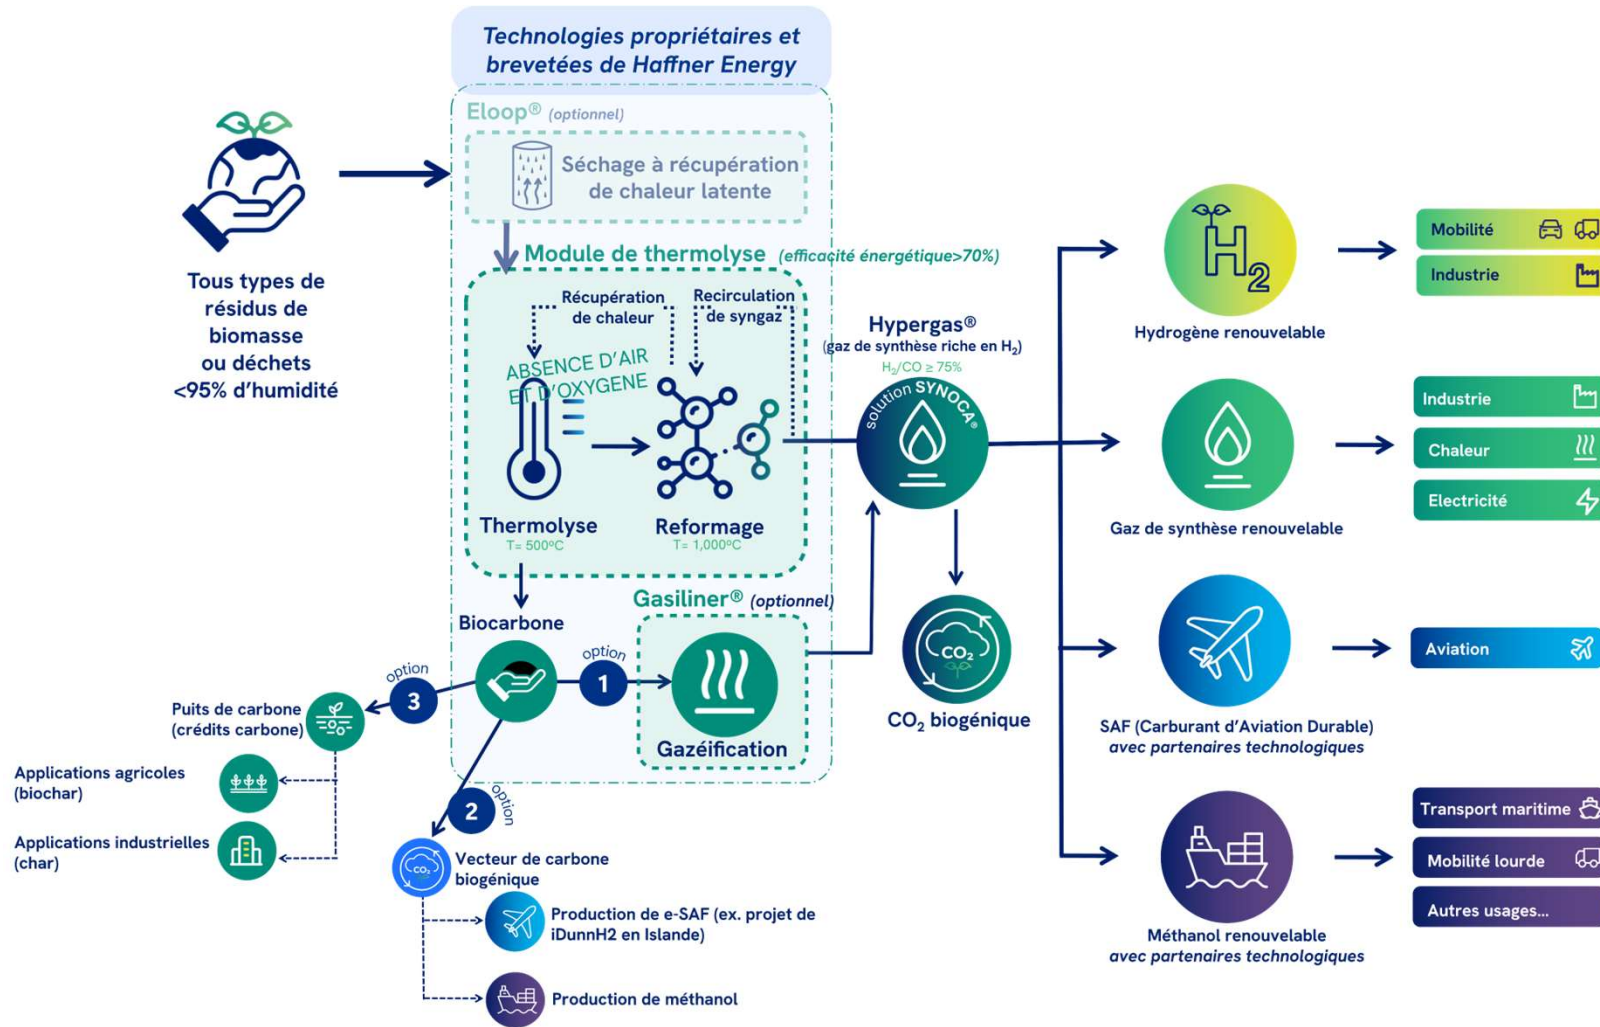 Technologies propriétaires et
brevetées de Haffner Energy
Eloop® (optionnel)
Séchage à récupération
de chaleur latente
Tous types de
résidus de
biomasse
ou déchets
<95% d'humidité
Module de thermolyse (efficacité énergétique>70%)
Récupération
de chaleur
Recirculation
de syngaz
ABSENCE D'AIR
ET D'OXYGENE
Thermolyse
T= 500ºC
Reformage
T= 1,000ºC
Hypergas®
(gaz de synthèse riche en H₂)
H₂/CO ≥ 75%
solution SYNOCA®
Gasiliner® (optionnel)
Gazéification
Biocarbone
option
1
option
2
option
3
Puits de carbone
(crédits carbone)
Applications agricoles
(biochar)
Applications industrielles
(char)
CO₂
Vecteur de carbone
biogénique
Production de e-SAF (ex. projet de
iDunnH2 en Islande)
Production de méthanol
CO₂
CO₂ biogénique
H₂
Hydrogène renouvelable
Mobilité
Industrie
Gaz de synthèse renouvelable
Industrie
Chaleur
Electricité
SAF (Carburant d'Aviation Durable)
avec partenaires technologiques
Aviation
Méthanol renouvelable
avec partenaires technologiques
Transport maritime
Mobilité lourde
Autres usages...